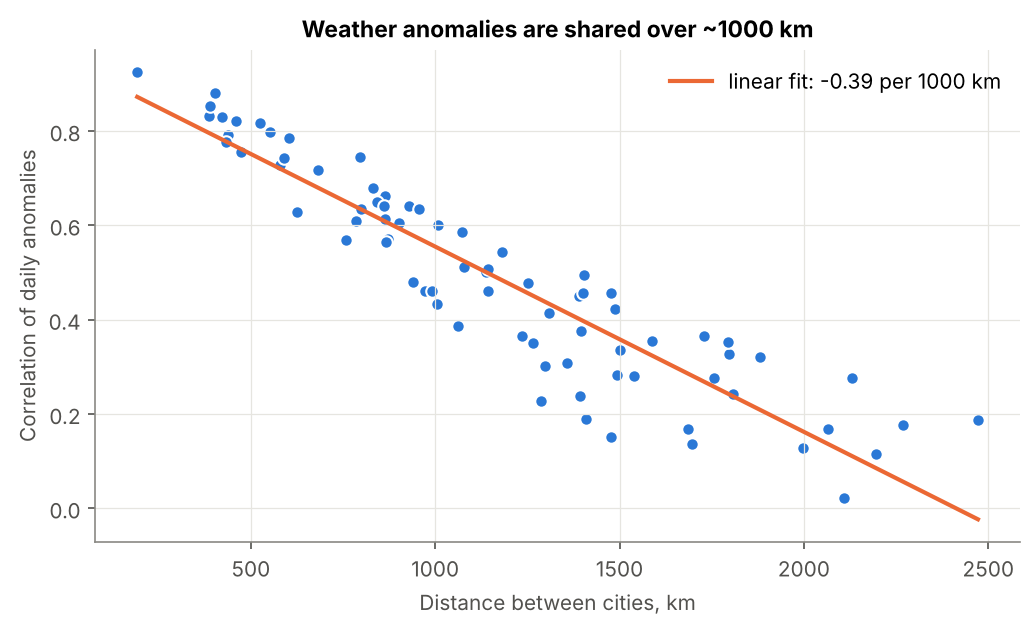 Weather anomalies are shared over ~1000 km
linear fit: -0.39 per 1000 km
Correlation of daily anomalies
0.8
0.6
0.4
0.2
0.0
500
1000
1500
2000
2500
Distance between cities, km